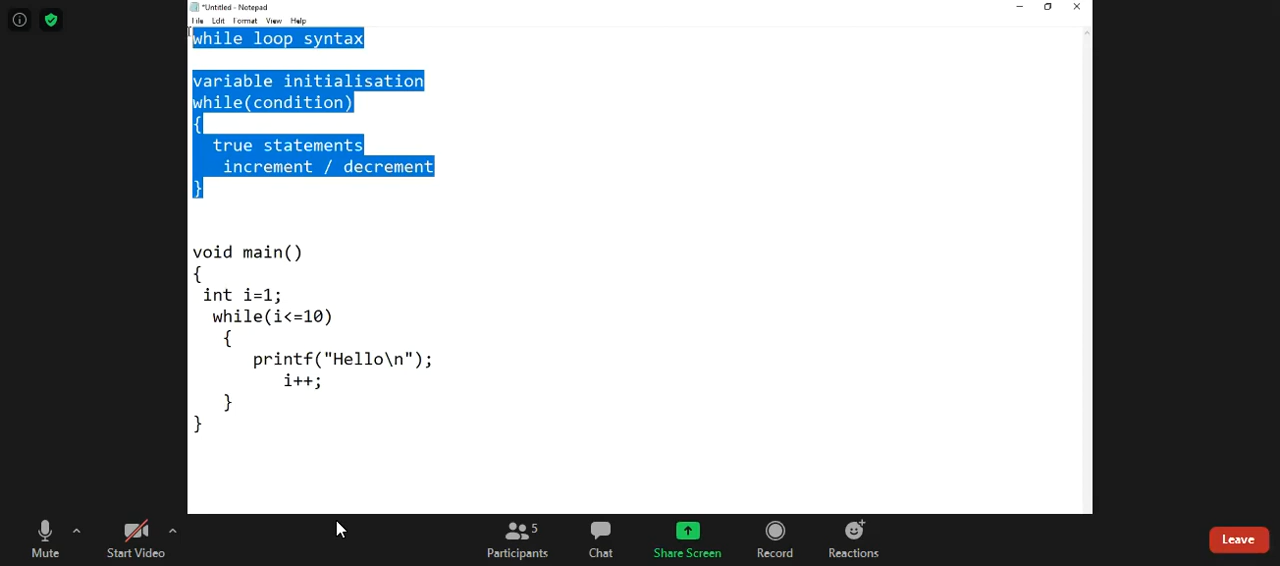 *Untitled - Notepad
File Edit Format View Help
while loop syntax
variable initialisation
while(condition)
{
true statements
increment / decrement
}
void main()
{
int i=1;
while(i<=10)
{
printf("Hello\n");
i++;
}
}
Mute
Start Video
Participants
5
Chat
Share Screen
Record
Reactions
Leave